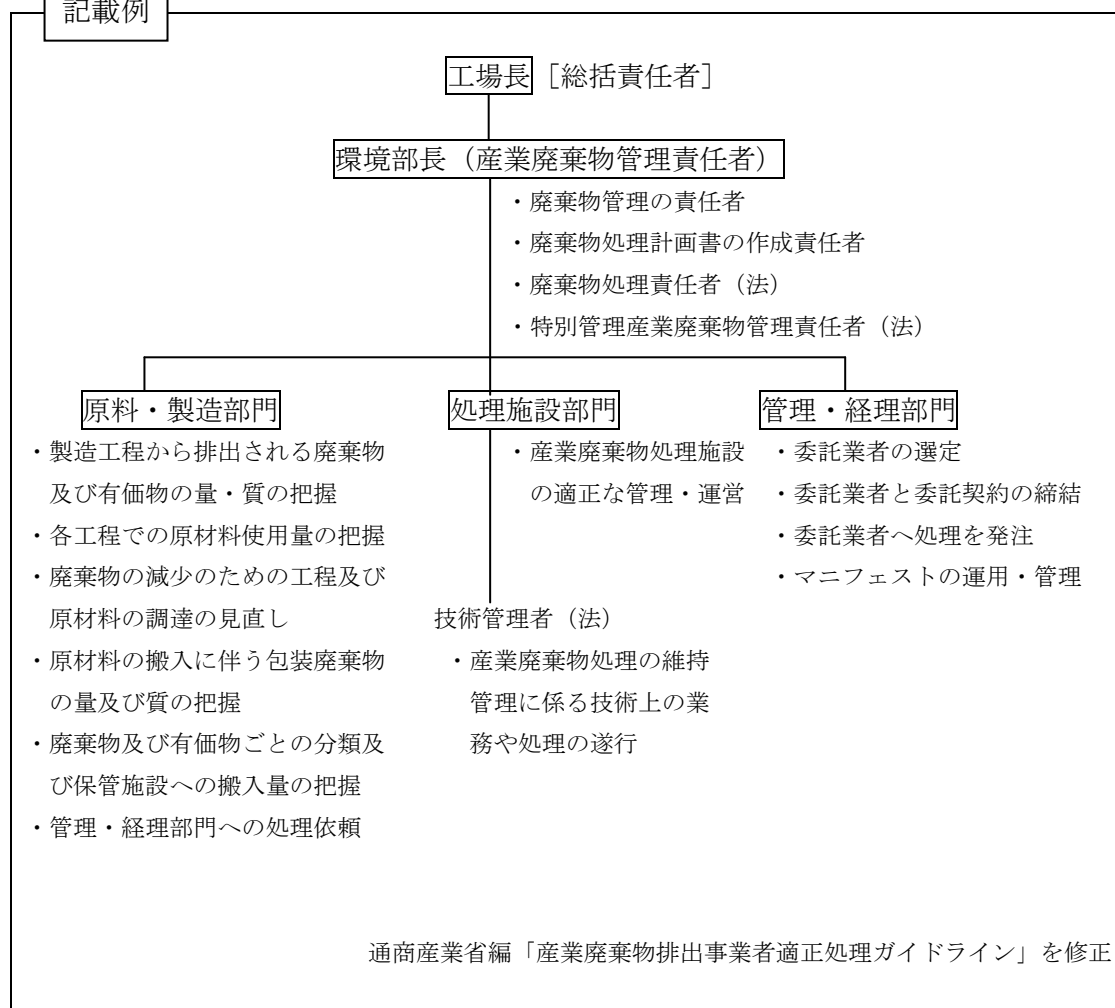 記載例
工場長［総括責任者］
環境部長（産業廃棄物管理責任者）
・廃棄物管理の責任者
・廃棄物処理計画書の作成責任者
・廃棄物処理責任者（法）
・特別管理産業廃棄物管理責任者（法）
原料・製造部門
・製造工程から排出される廃棄物
及び有価物の量・質の把握
・各工程での原材料使用量の把握
・廃棄物の減少のための工程及び
原材料の調達の見直し
・原材料の搬入に伴う包装廃棄物
の量及び質の把握
・廃棄物及び有価物ごとの分類及
び保管施設への搬入量の把握
・管理・経理部門への処理依頼
処理施設部門
・産業廃棄物処理施設
の適正な管理・運営
技術管理者（法）
・産業廃棄物処理の維持
管理に係る技術上の業
務や処理の遂行
管理・経理部門
・委託業者の選定
・委託業者と委託契約の締結
・委託業者へ処理を発注
・マニフェストの運用・管理
通商産業省編「産業廃棄物排出事業者適正処理ガイドライン」を修正